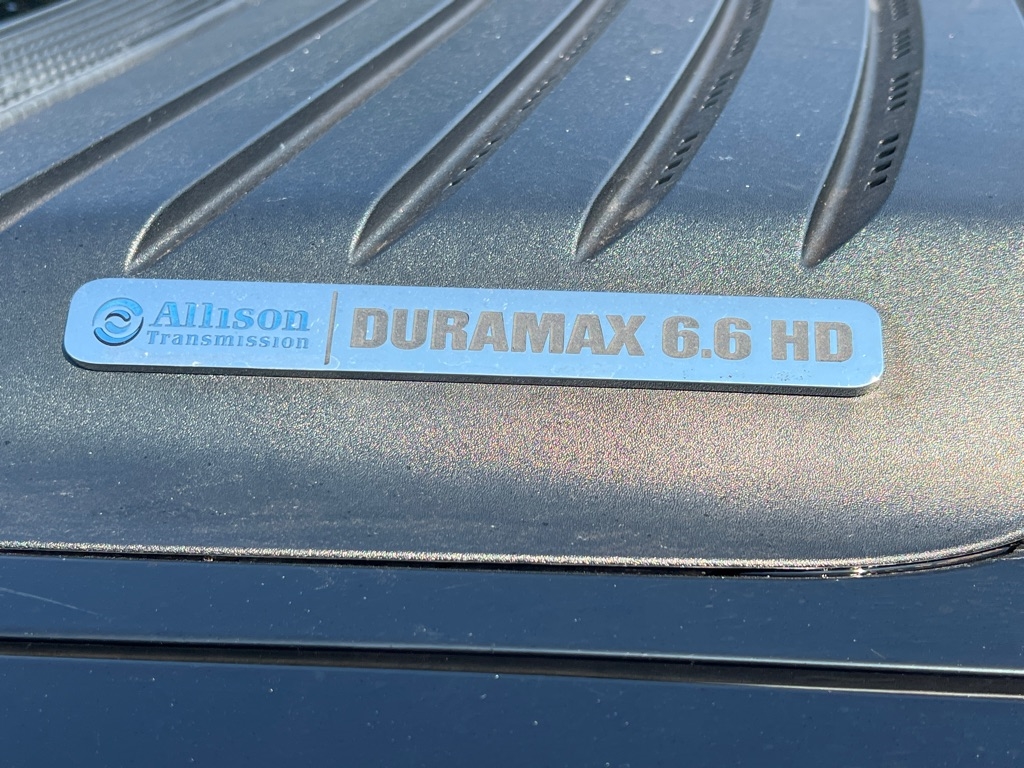 Allison
Transmission
DURAMAX 6.6 HD